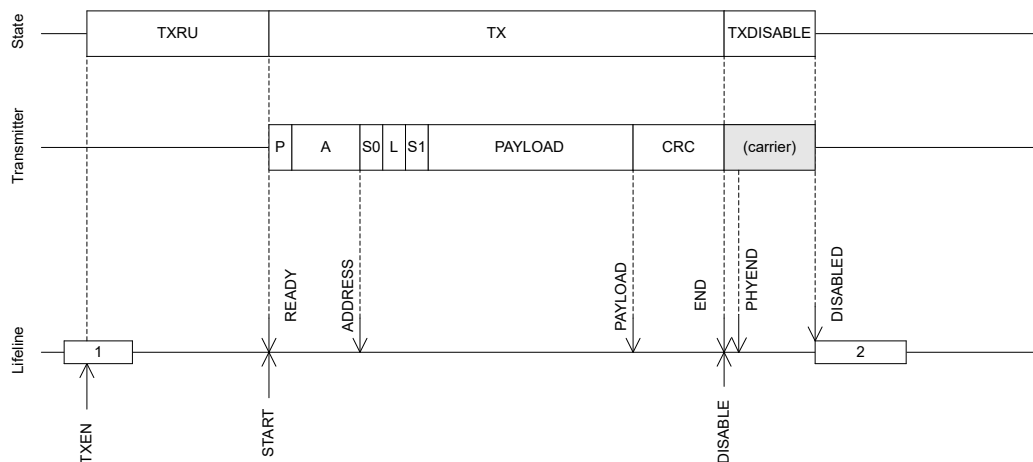 State
TXRU
TX
TXDISABLE
Transmitter
P
A
S0
L
S1
PAYLOAD
CRC
(carrier)
READY
ADDRESS
PAYLOAD
END
PHYEND
DISABLED
Lifeline
1
2
TXEN
START
DISABLE